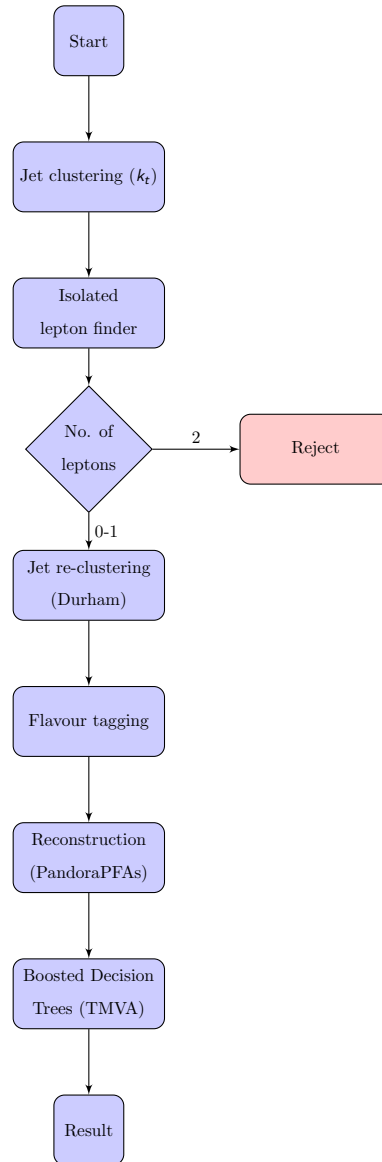 Start
Jet clustering (k_t)
Isolated
lepton finder
No. of
leptons
2
Reject
0-1
Jet re-clustering
(Durham)
Flavour tagging
Reconstruction
(PandoraPFAs)
Boosted Decision
Trees (TMVA)
Result